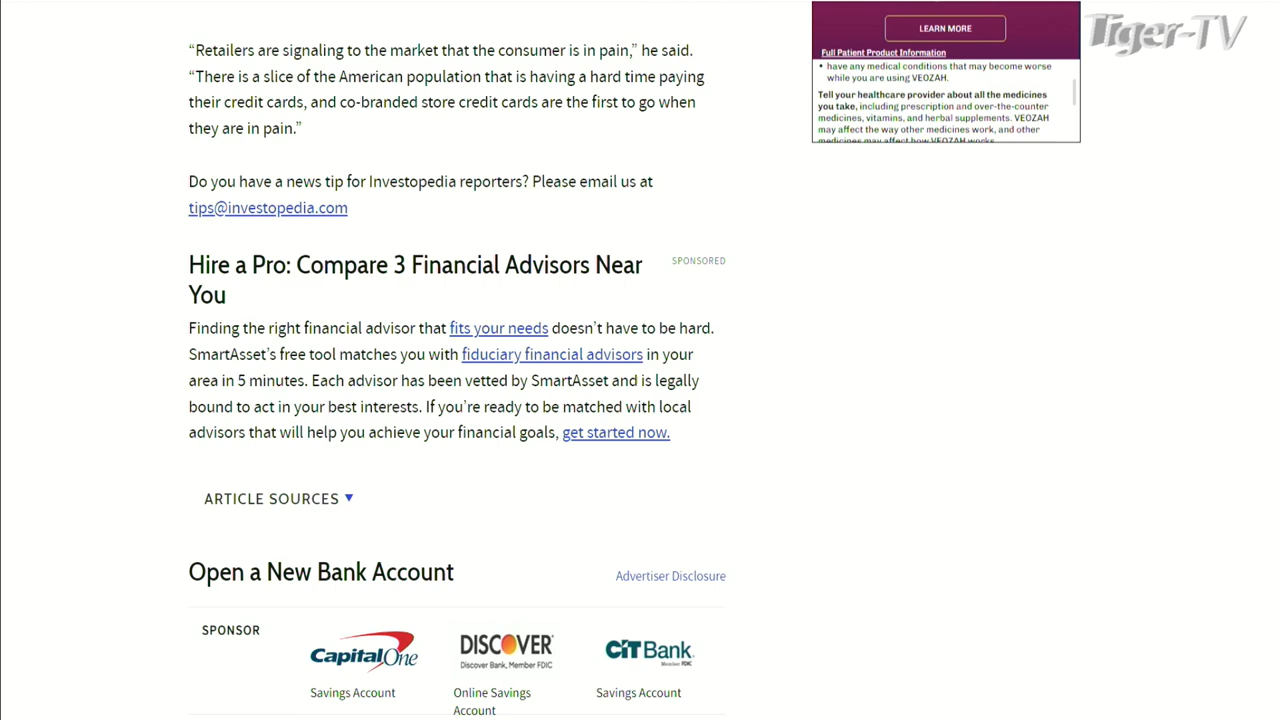 “Retailers are signaling to the market that the consumer is in pain,” he said.
“There is a slice of the American population that is having a hard time paying
their credit cards, and co-branded store credit cards are the first to go when
they are in pain.”
Do you have a news tip for Investopedia reporters? Please email us at
tips@investopedia.com
Hire a Pro: Compare 3 Financial Advisors Near
You
SPONSORED
Finding the right financial advisor that fits your needs doesn’t have to be hard.
SmartAsset’s free tool matches you with fiduciary financial advisors in your
area in 5 minutes. Each advisor has been vetted by SmartAsset and is legally
bound to act in your best interests. If you’re ready to be matched with local
advisors that will help you achieve your financial goals, get started now.
ARTICLE SOURCES
Open a New Bank Account
Advertiser Disclosure
SPONSOR
Capital One
DISCOVER
Discover Bank, Member FDIC
CIT Bank
Member FDIC
Savings Account
Online Savings
Account
Savings Account
LEARN MORE
Full Patient Product Information
• have any medical conditions that may become worse
while you are using VEOZAH.
Tell your healthcare provider about all the medicines
you take, including prescription and over-the-counter
medicines, vitamins, and herbal supplements. VEOZAH
may affect the way other medicines work, and other
medicines may affect how VEOZAH works.
Tiger-TV